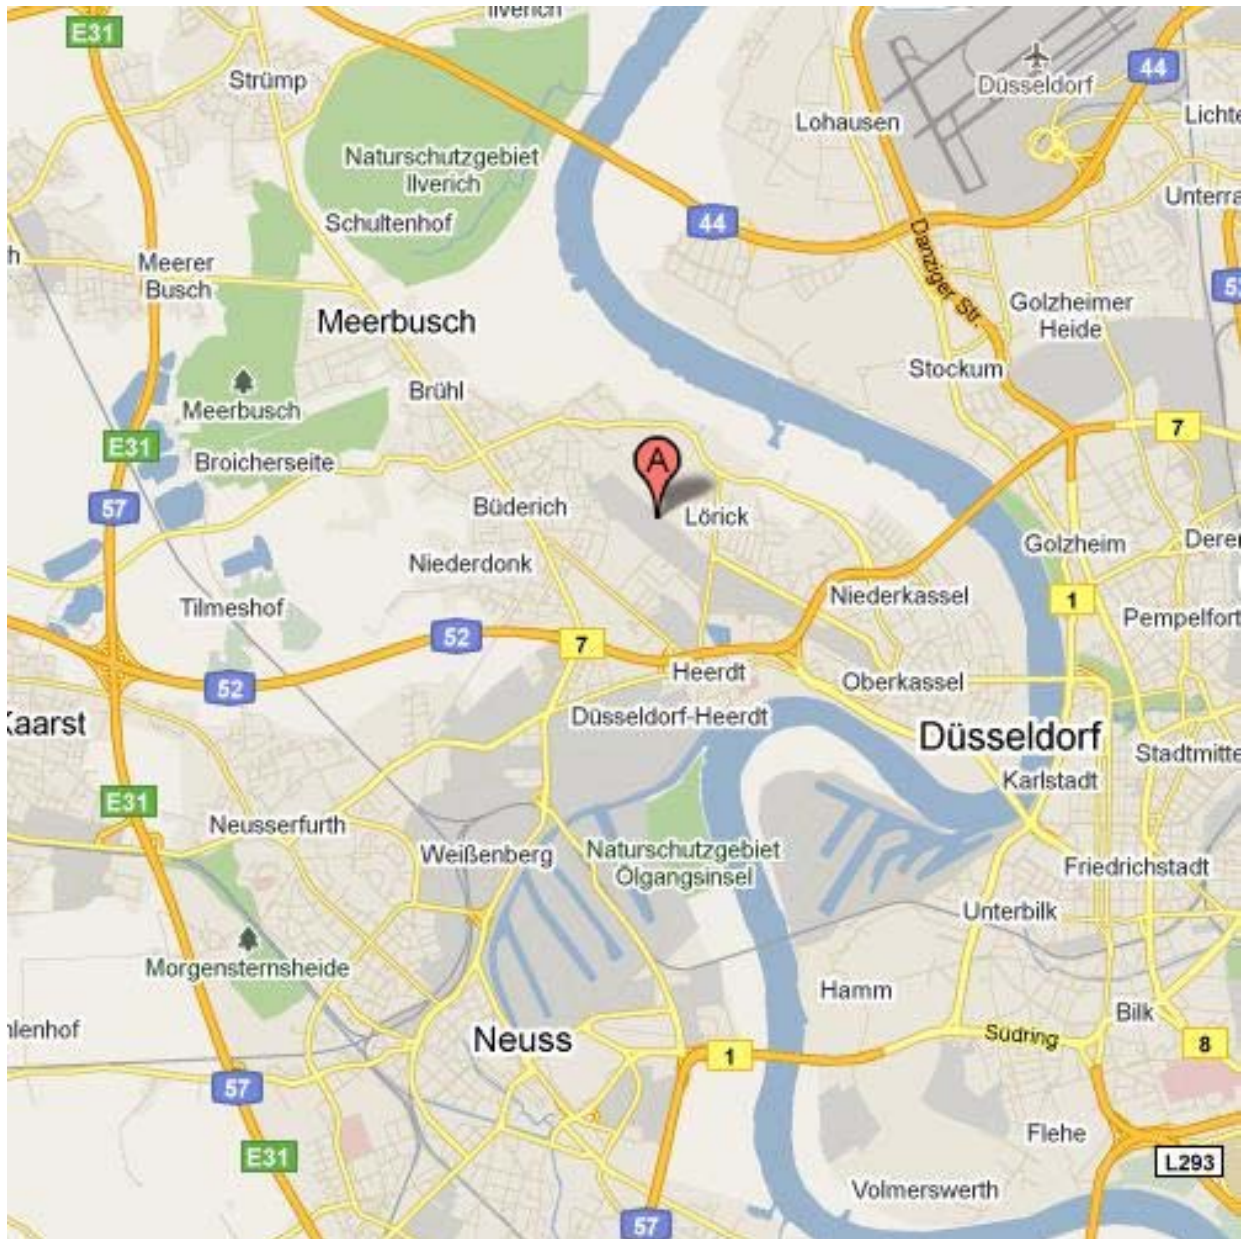 Ilverich
E31
Strümp
44
Düsseldorf
Lohausen
Naturschutzgebiet
Ilverich
Schultenhof
44
Meerer
Busch
Danziger Str.
Golzheimer
Heide
Meerbusch
Stockum
Brühl
Meerbusch
7
E31
Broicherseite
A
57
Büderich
Lörick
Golzheim
Niederdonk
Niederkassel
1
Tilmeshof
52
7
Pempelfort
52
Heerdt
Oberkassel
Düsseldorf-Heerdt
Kaarst
Düsseldorf
Stadtmitte
Karlstadt
E31
Neusserfurth
Weißenberg
Naturschutzgebiet
Ölgangsinsel
Friedrichstadt
Unterbilk
Morgensternsheide
Hamm
Bilk
Neuss
Südring
1
8
57
E31
Flehe
L293
Volmerswerth
57